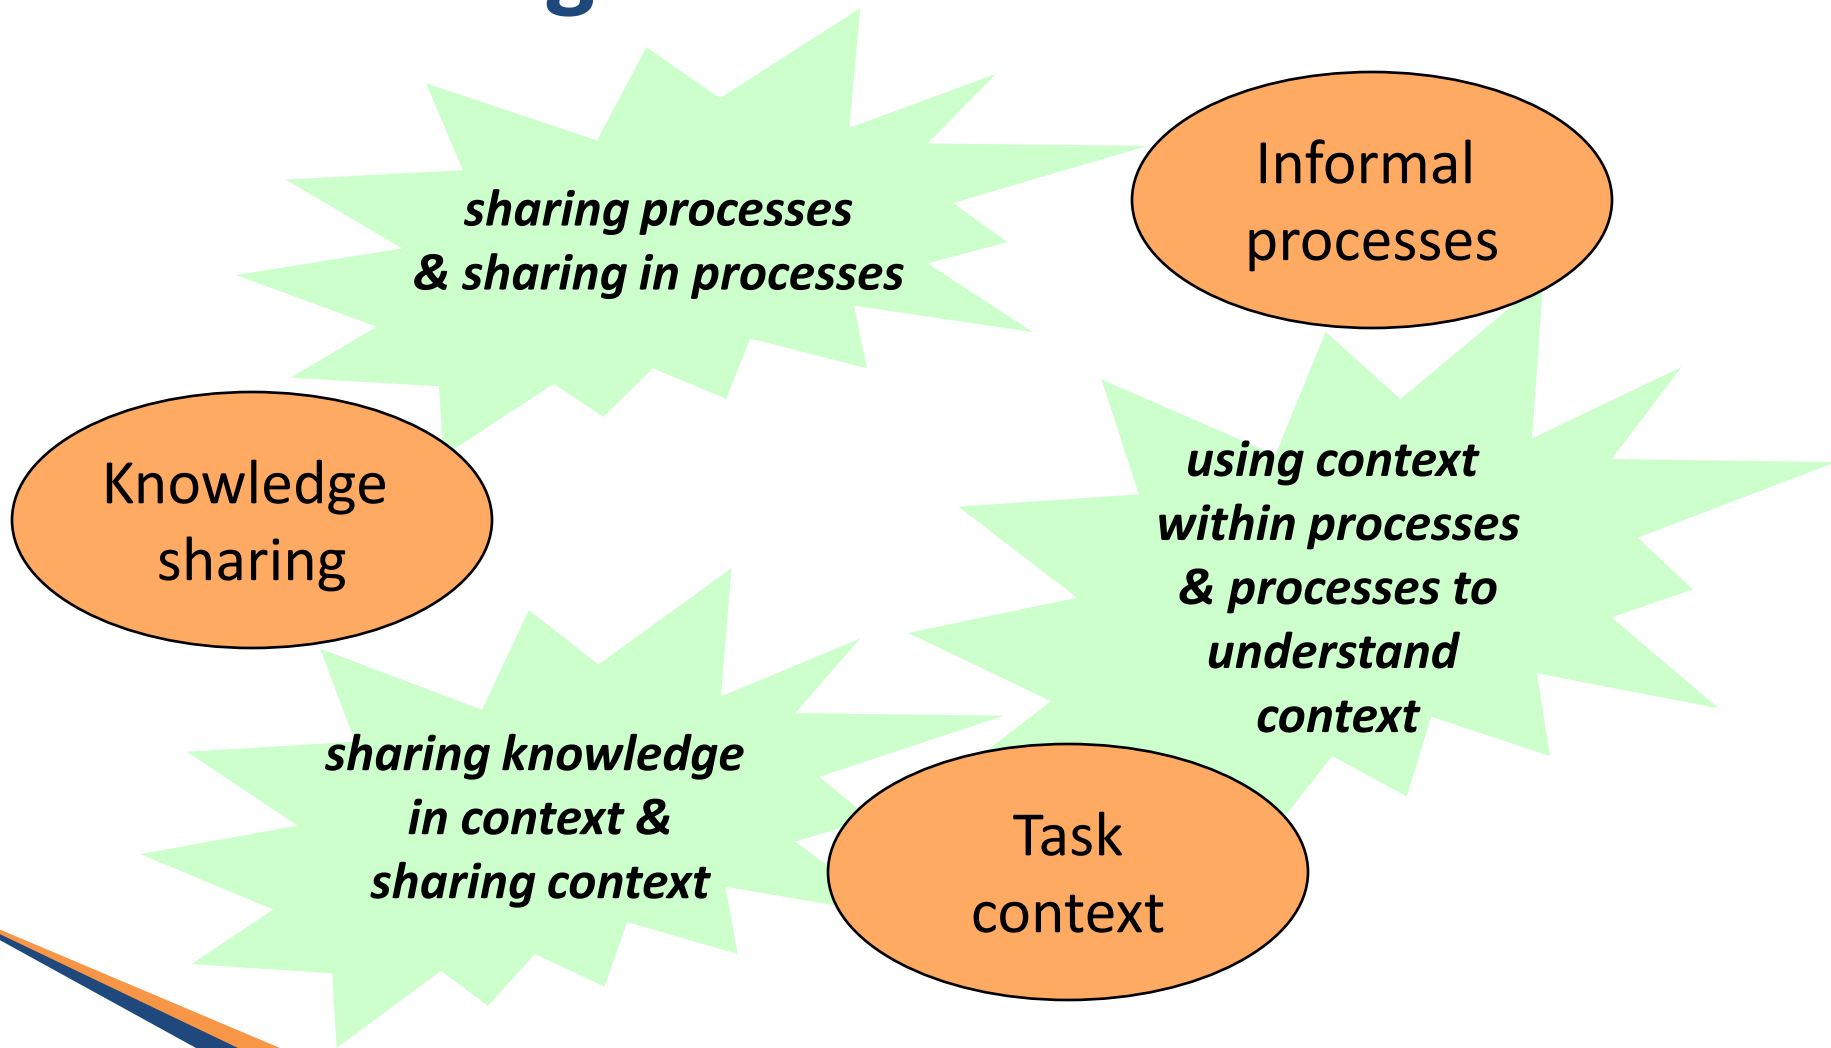 sharing processes
& sharing in processes
Informal
processes
Knowledge
sharing
using context
within processes
& processes to
understand
context
sharing knowledge
in context &
sharing context
Task
context